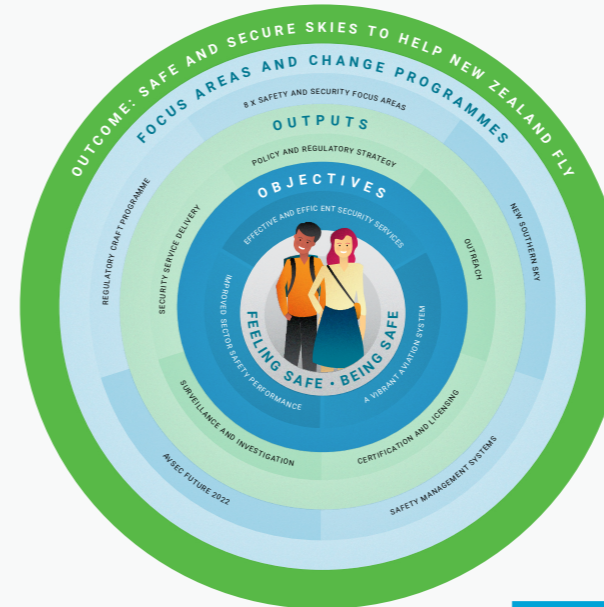 OUTCOME: SAFE AND SECURE SKIES TO HELP NEW ZEALAND FLY
FOCUS AREAS AND CHANGE PROGRAMMES
8 X SAFETY AND SECURITY FOCUS AREAS
NEW SOUTHERN SKY
SAFETY MANAGEMENT SYSTEMS
AVSEC FUTURE 2022
REGULATORY CRAFT PROGRAMME
OUTPUTS
POLICY AND REGULATORY STRATEGY
OUTREACH
CERTIFICATION AND LICENSING
SURVEILLANCE AND INVESTIGATION
SECURITY SERVICE DELIVERY
OBJECTIVES
EFFECTIVE AND EFFIC ENT SECURITY SERVICES
A VIBRANT AVIATION SYSTEM
IMPROVED SECTOR SAFETY PERFORMANCE
FEELING SAFE • BEING SAFE